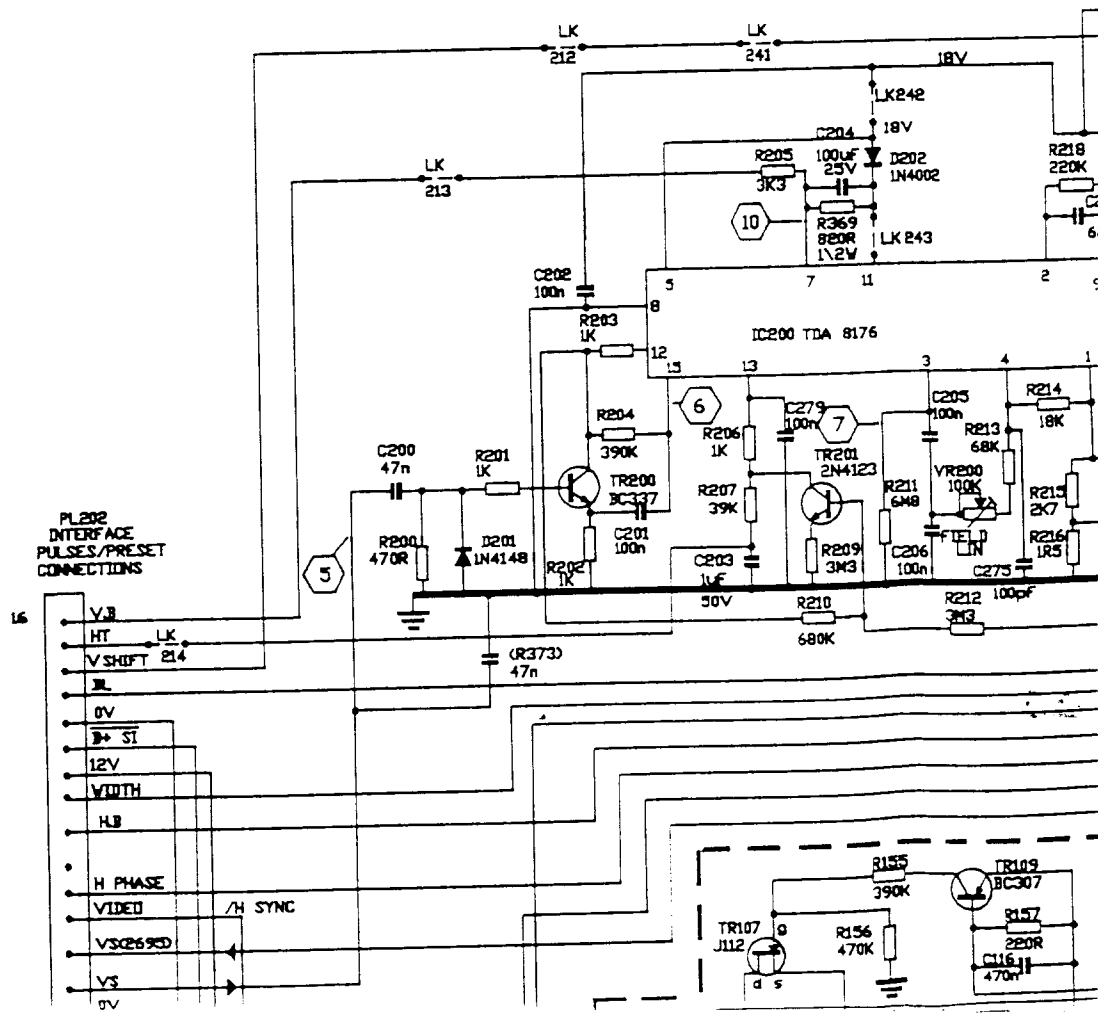 LK
212
LK
241
18V
LK242
18V
C204
100uF
25V
D202
1N4002
R218
220K
LK
213
R205
3K3
10
R369
820R
1\2W
LK243
C202
100n
5
7
11
2
9
8
R203
1K
12
IC200 TDA 8176
15
13
3
4
1
6
7
R204
390K
C279
100n
R206
1K
C205
100n
R214
18K
R213
68K
C200
47n
R201
1K
TR200
BC337
TR201
2N4123
R207
39K
R211
6M8
VR200
100K
R215
2K7
PL202
INTERFACE
PULSES/PRESET
CONNECTIONS
5
R200
470R
D201
1N4148
C201
100n
R202
1K
C203
1uF
50V
R209
3M3
C206
100n
FIELD
LIN
R216
1R5
C275
100pf
16
V.B
HT
LK
214
V SHIFT
BL
0V
B+ SI
12V
WIDTH
H.B
H PHASE
VIDEO
/H SYNC
VS(2695)
VS
0V
(R373)
47n
R210
680K
R212
3M3
R155
390K
TR109
BC307
TR107
J112
g
d s
R156
470K
R157
220R
C116
470n